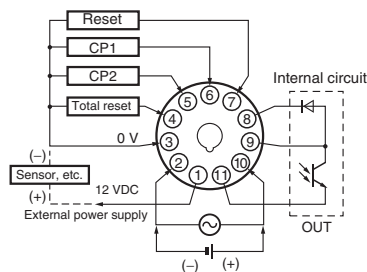 Reset
CP1
CP2
Total reset
0 V
(−)
Sensor, etc.
(+)
12 VDC
External power supply
Internal circuit
OUT
6
5
7
4
8
3
9
2
10
1
11
(−)
(+)